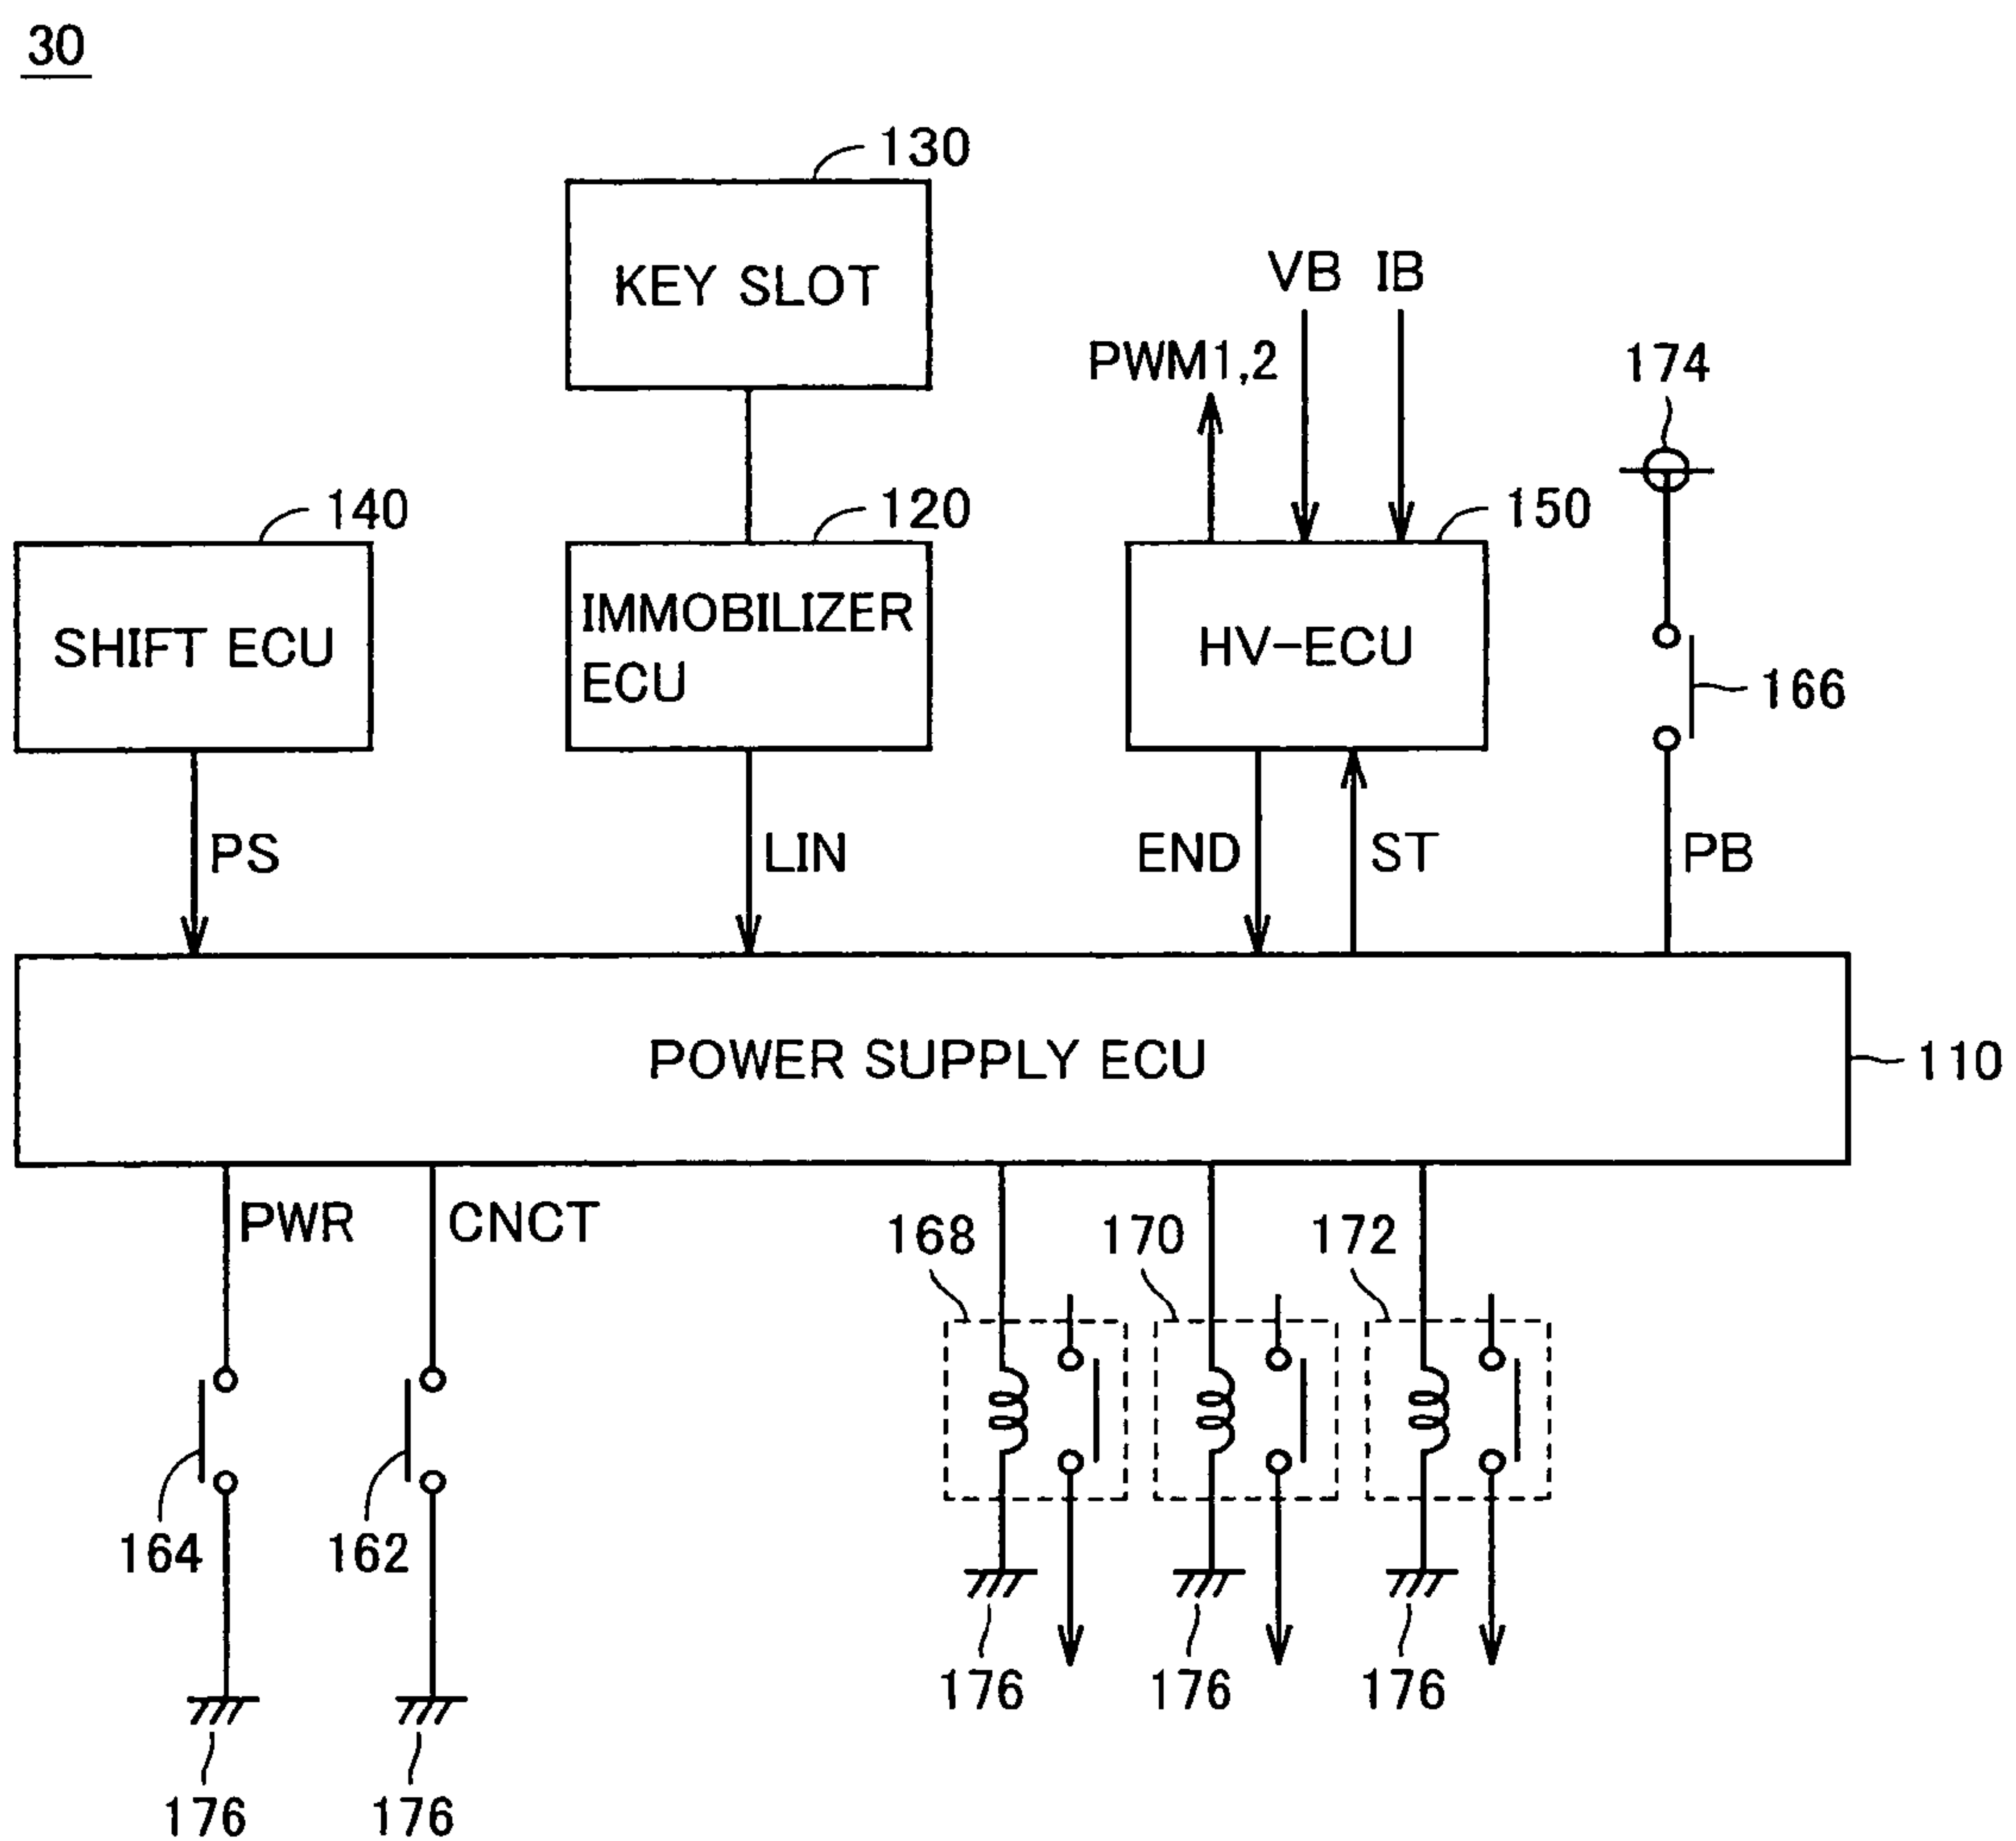 30
130
KEY SLOT
VB IB
PWM1,2
174
140
120
150
SHIFT ECU
IMMOBILIZER
ECU
HV-ECU
166
PS
LIN
END
ST
PB
POWER SUPPLY ECU
110
PWR
CNCT
168
170
172
164
162
176
176
176
176
176